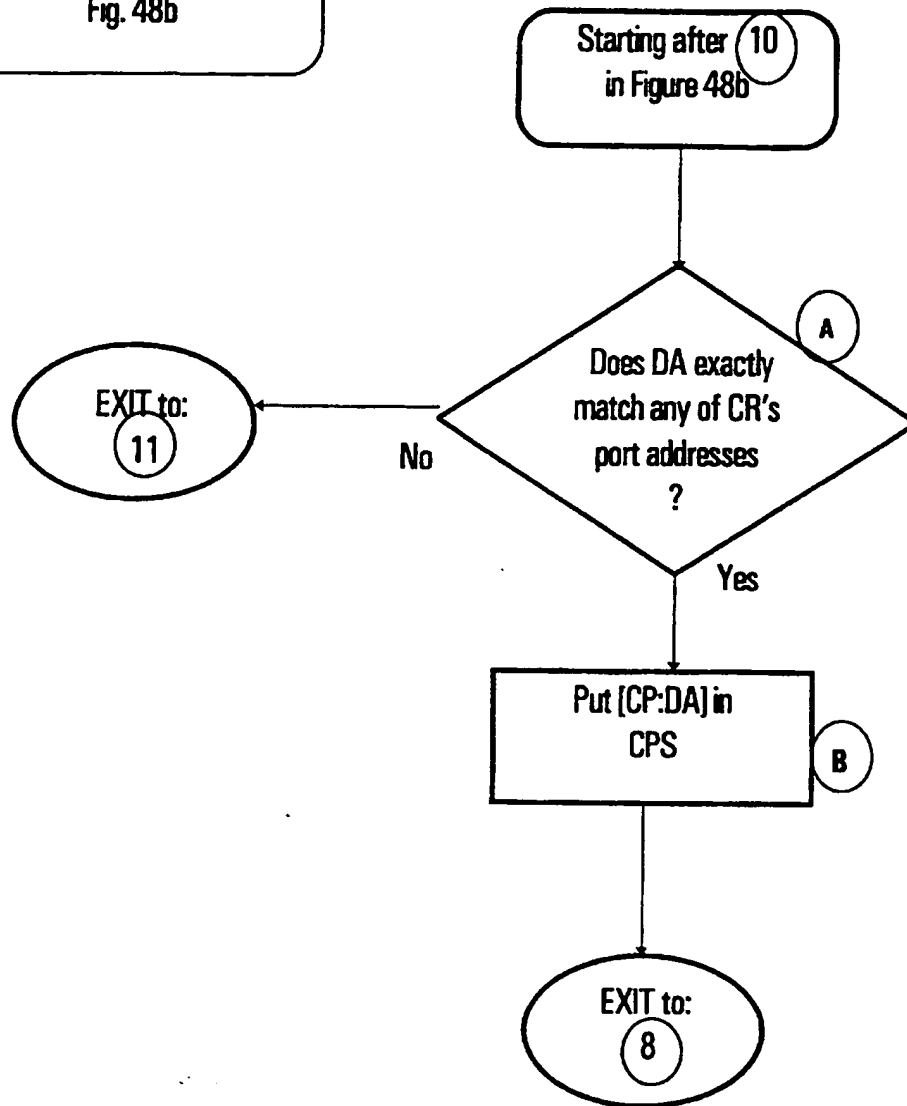 Fig. 48b
Starting after 10
in Figure 48b
A
Does DA exactly
match any of CR's
port addresses
?
EXIT to:
11
No
Yes
Put [CP:DA] in
CPS
B
EXIT to:
8